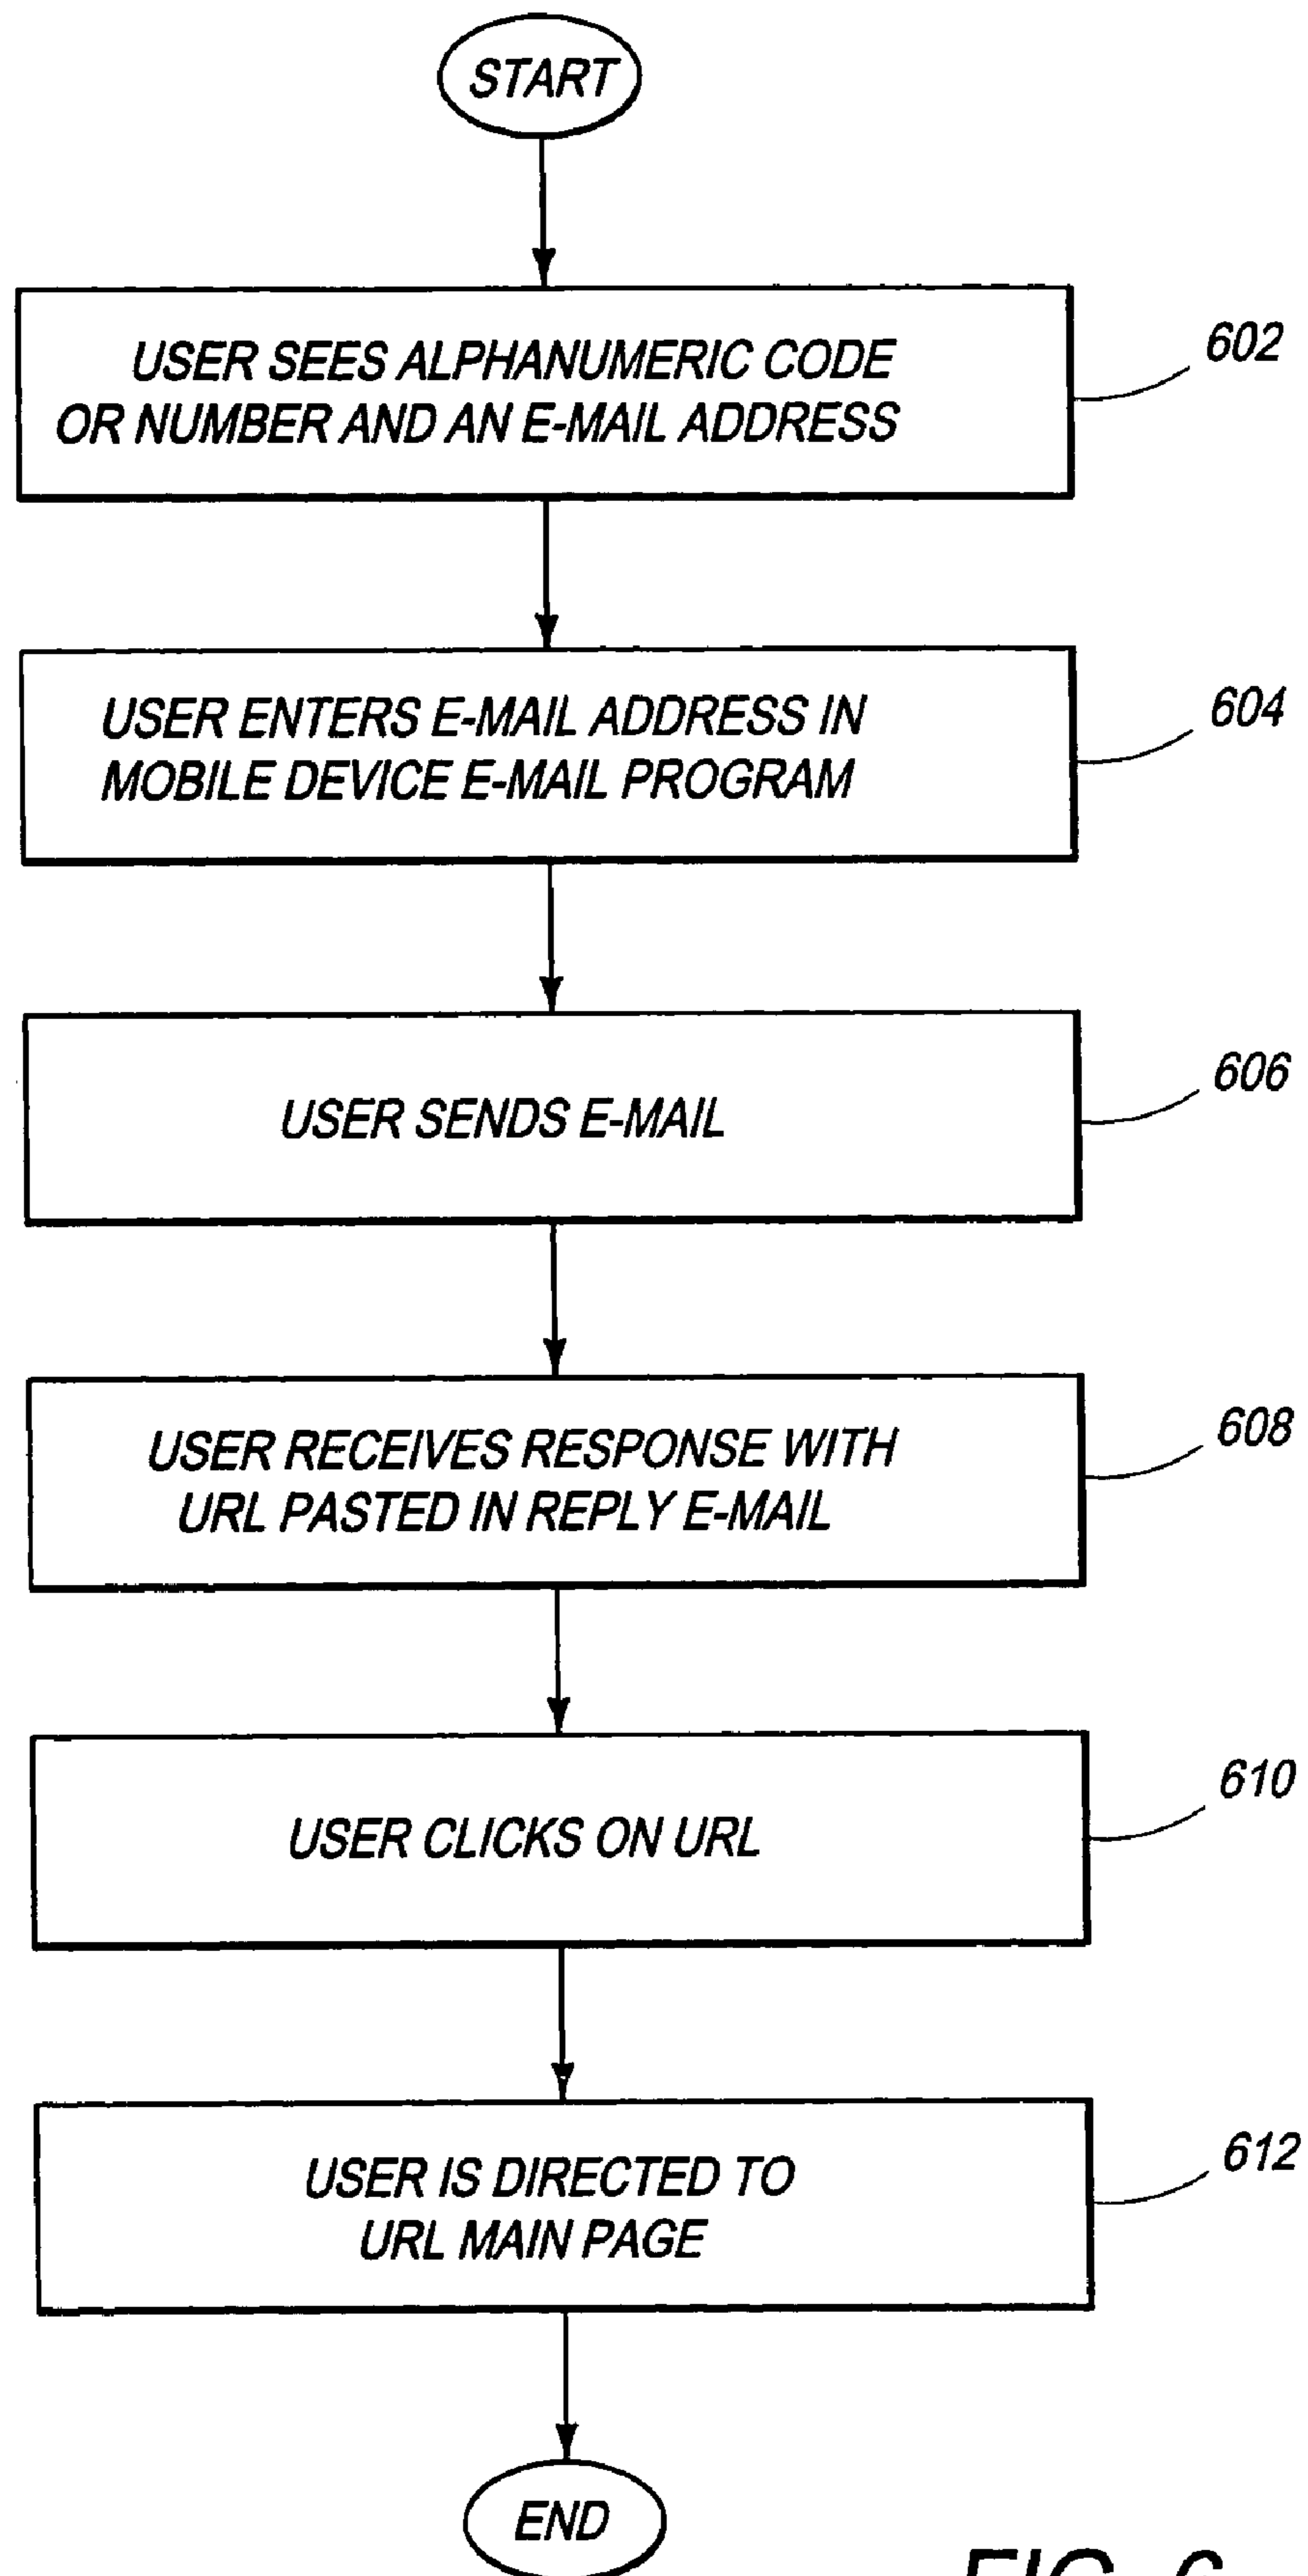 START
USER SEES ALPHANUMERIC CODE
OR NUMBER AND AN E-MAIL ADDRESS
602
USER ENTERS E-MAIL ADDRESS IN
MOBILE DEVICE E-MAIL PROGRAM
604
USER SENDS E-MAIL
606
USER RECEIVES RESPONSE WITH
URL PASTED IN REPLY E-MAIL
608
USER CLICKS ON URL
610
USER IS DIRECTED TO
URL MAIN PAGE
612
END
FIG. 6